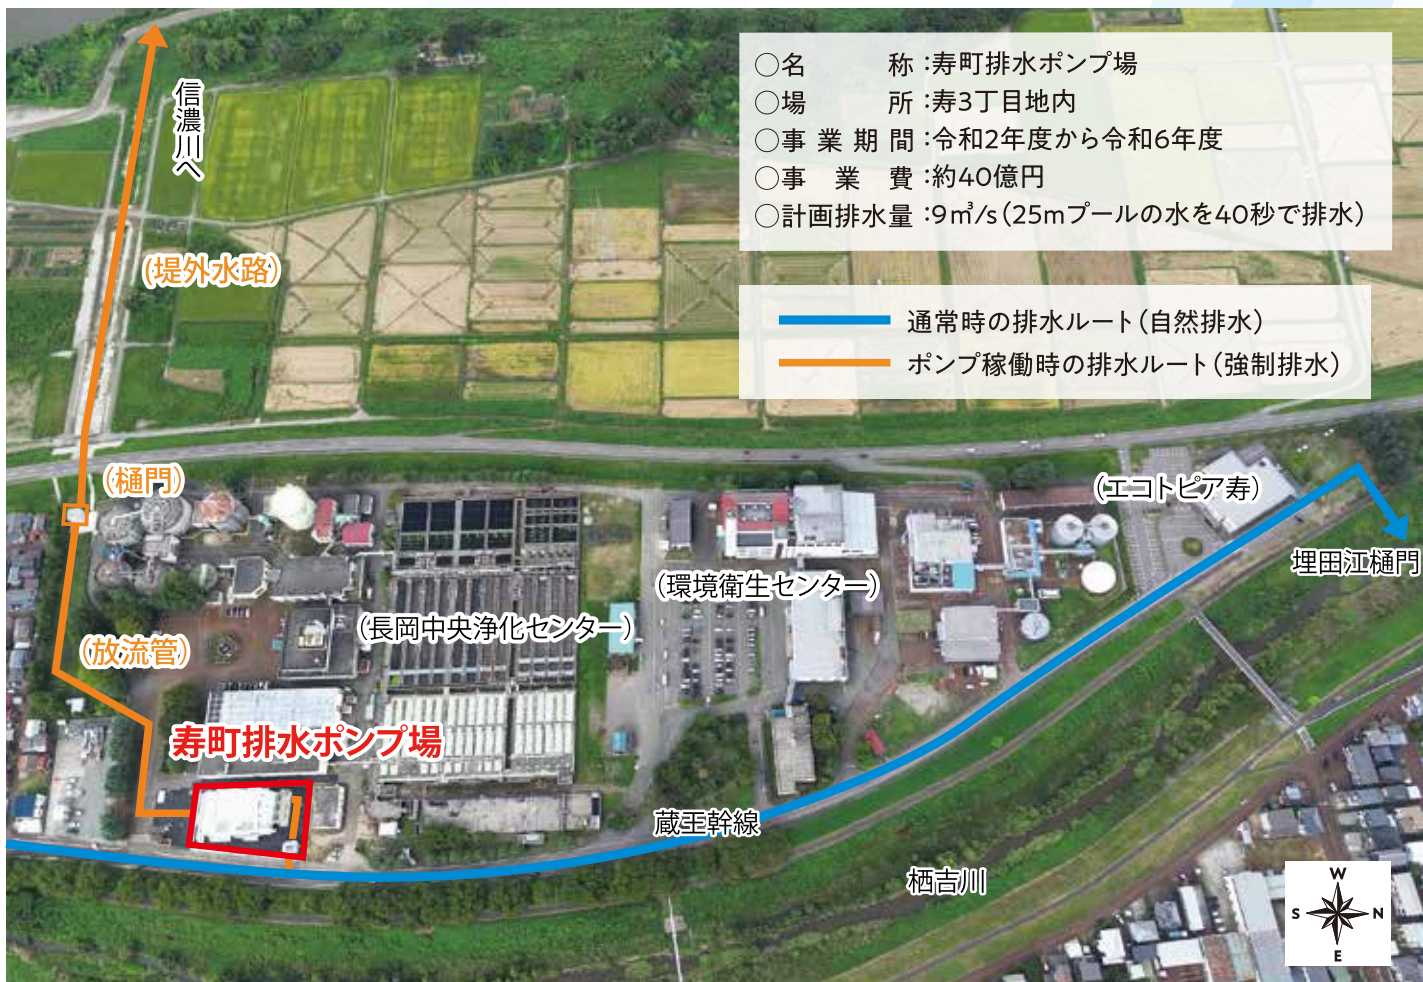 ○名　　称：寿町排水ポンプ場
○場　　所：寿3丁目地内
○事業期間：令和2年度から令和6年度
○事　業　費：約40億円
○計画排水量：9㎥/s（25mプールの水を40秒で排水）
通常時の排水ルート（自然排水）
ポンプ稼働時の排水ルート（強制排水）
信濃川へ
（堤外水路）
（樋門）
（エコトピア寿）
埋田江樋門
（環境衛生センター）
（長岡中央浄化センター）
（放流管）
寿町排水ポンプ場
蔵王幹線
栖吉川
W
S
N
E